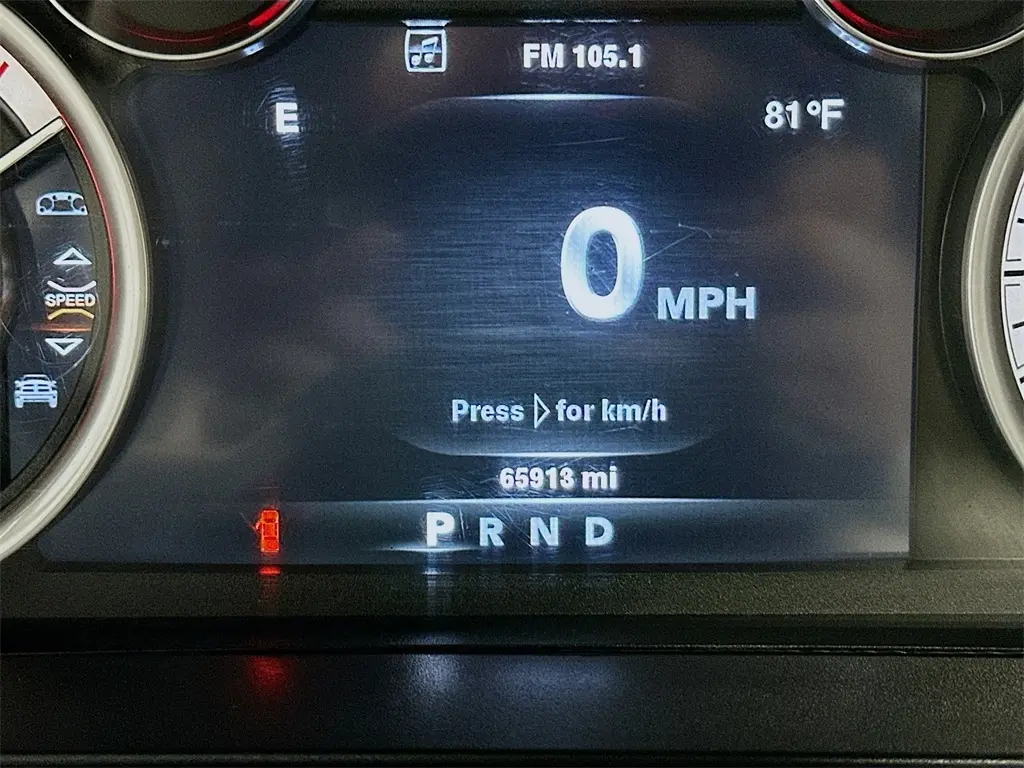 FM 105.1
E
81°F
0 MPH
SPEED
Press ▷ for km/h
65913 mi
P R N D